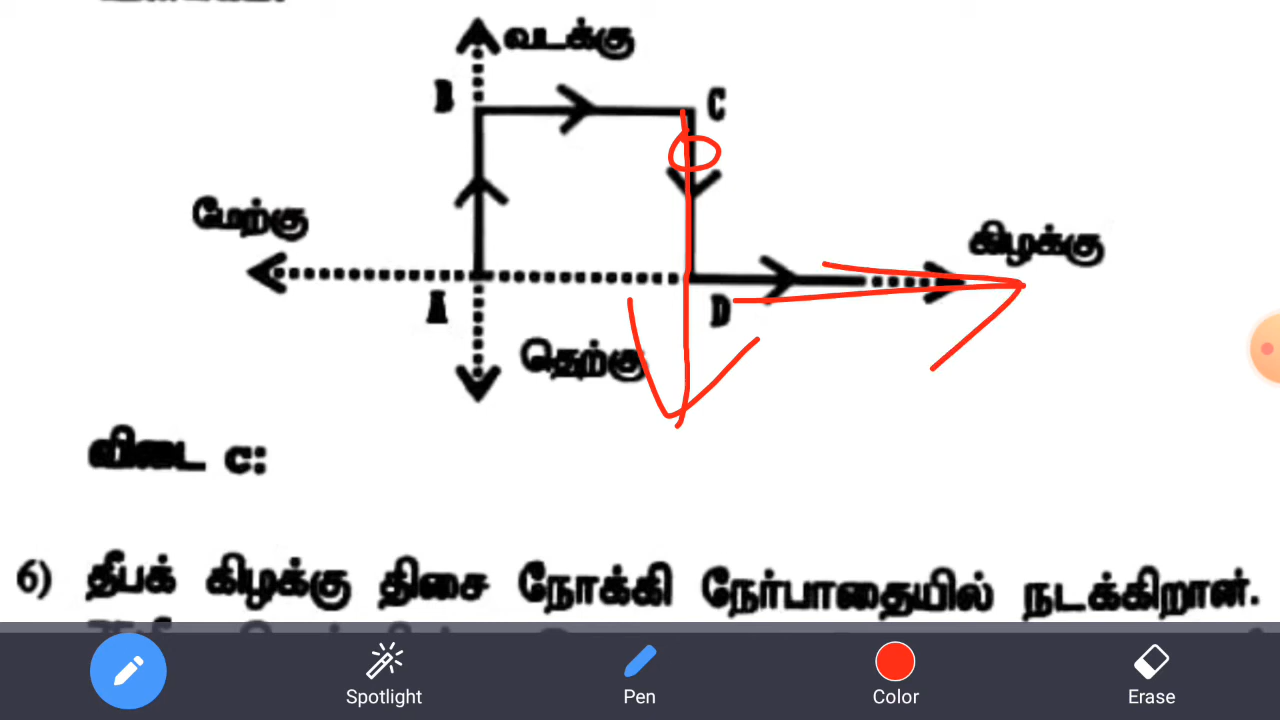 வடக்கு
B
C
மேற்கு
கிழக்கு
A
D
தெற்கு
விடை c:
6) தீபக் கிழக்கு திசை நோக்கி நேர்பாதையில் நடக்கிறான்.
Spotlight
Pen
Color
Erase